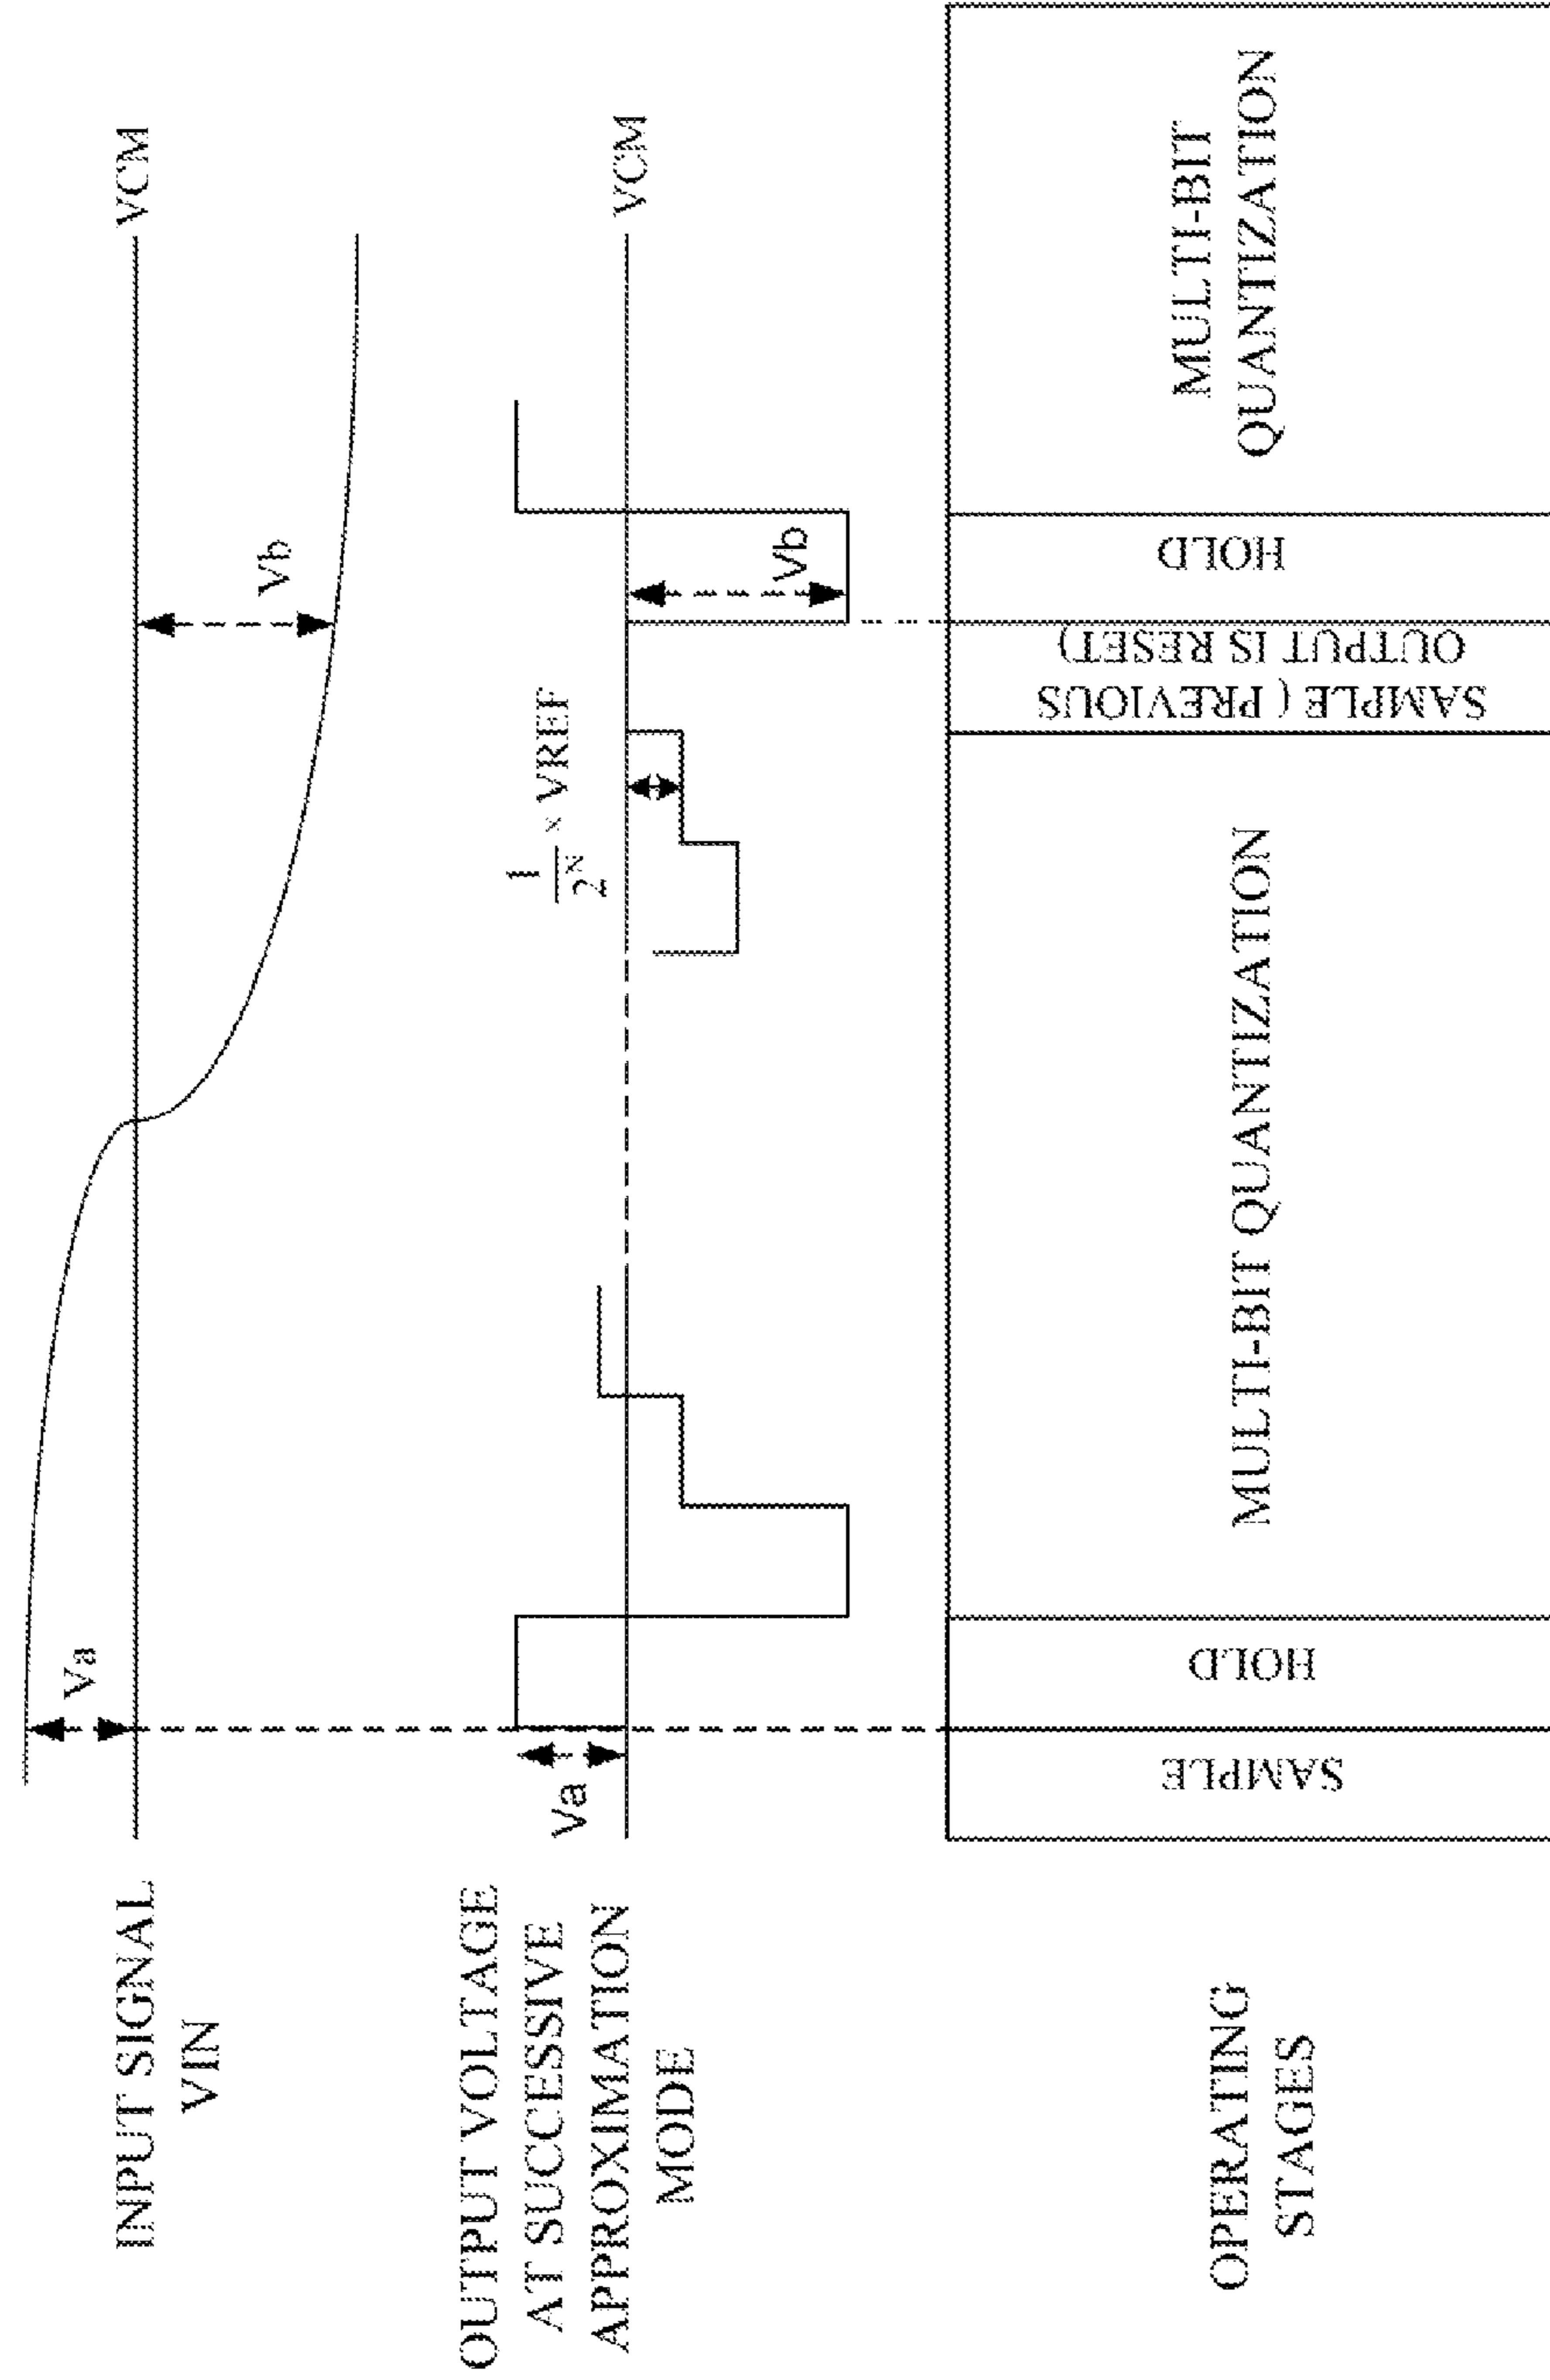 INPUT SIGNAL
VIN
Va
Vb
VCM
OUTPUT VOLTAGE
AT SUCCESSIVE
APPROXIMATION
MODE
Va
1
2^N × VREF
Vb
VCM
OPERATING
STAGES
SAMPLE
HOLD
MULTI-BIT QUANTIZATION
SAMPLE ( PREVIOUS
OUTPUT IS RESET)
HOLD
MULTI-BIT
QUANTIZATION